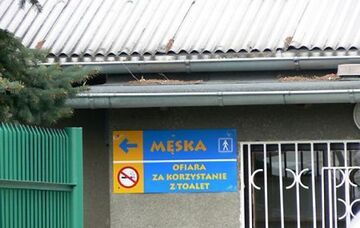 MĘSKA
OFIARA
ZA KORZYSTANIE
Z TOALET